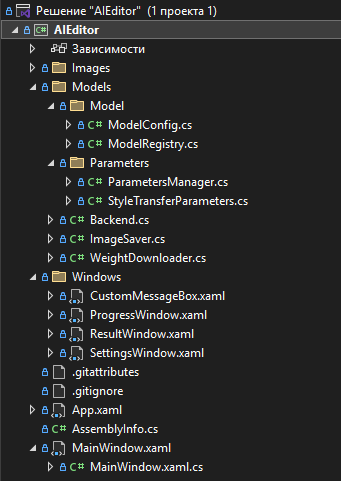 Решение "AIEditor" (1 проекта 1)
AIEditor
Зависимости
Images
Models
Model
C# ModelConfig.cs
C# ModelRegistry.cs
Parameters
C# ParametersManager.cs
C# StyleTransferParameters.cs
C# Backend.cs
C# ImageSaver.cs
C# WeightDownloader.cs
Windows
CustomMessageBox.xaml
ProgressWindow.xaml
ResultWindow.xaml
SettingsWindow.xaml
.gitattributes
.gitignore
App.xaml
C# AssemblyInfo.cs
MainWindow.xaml
C# MainWindow.xaml.cs